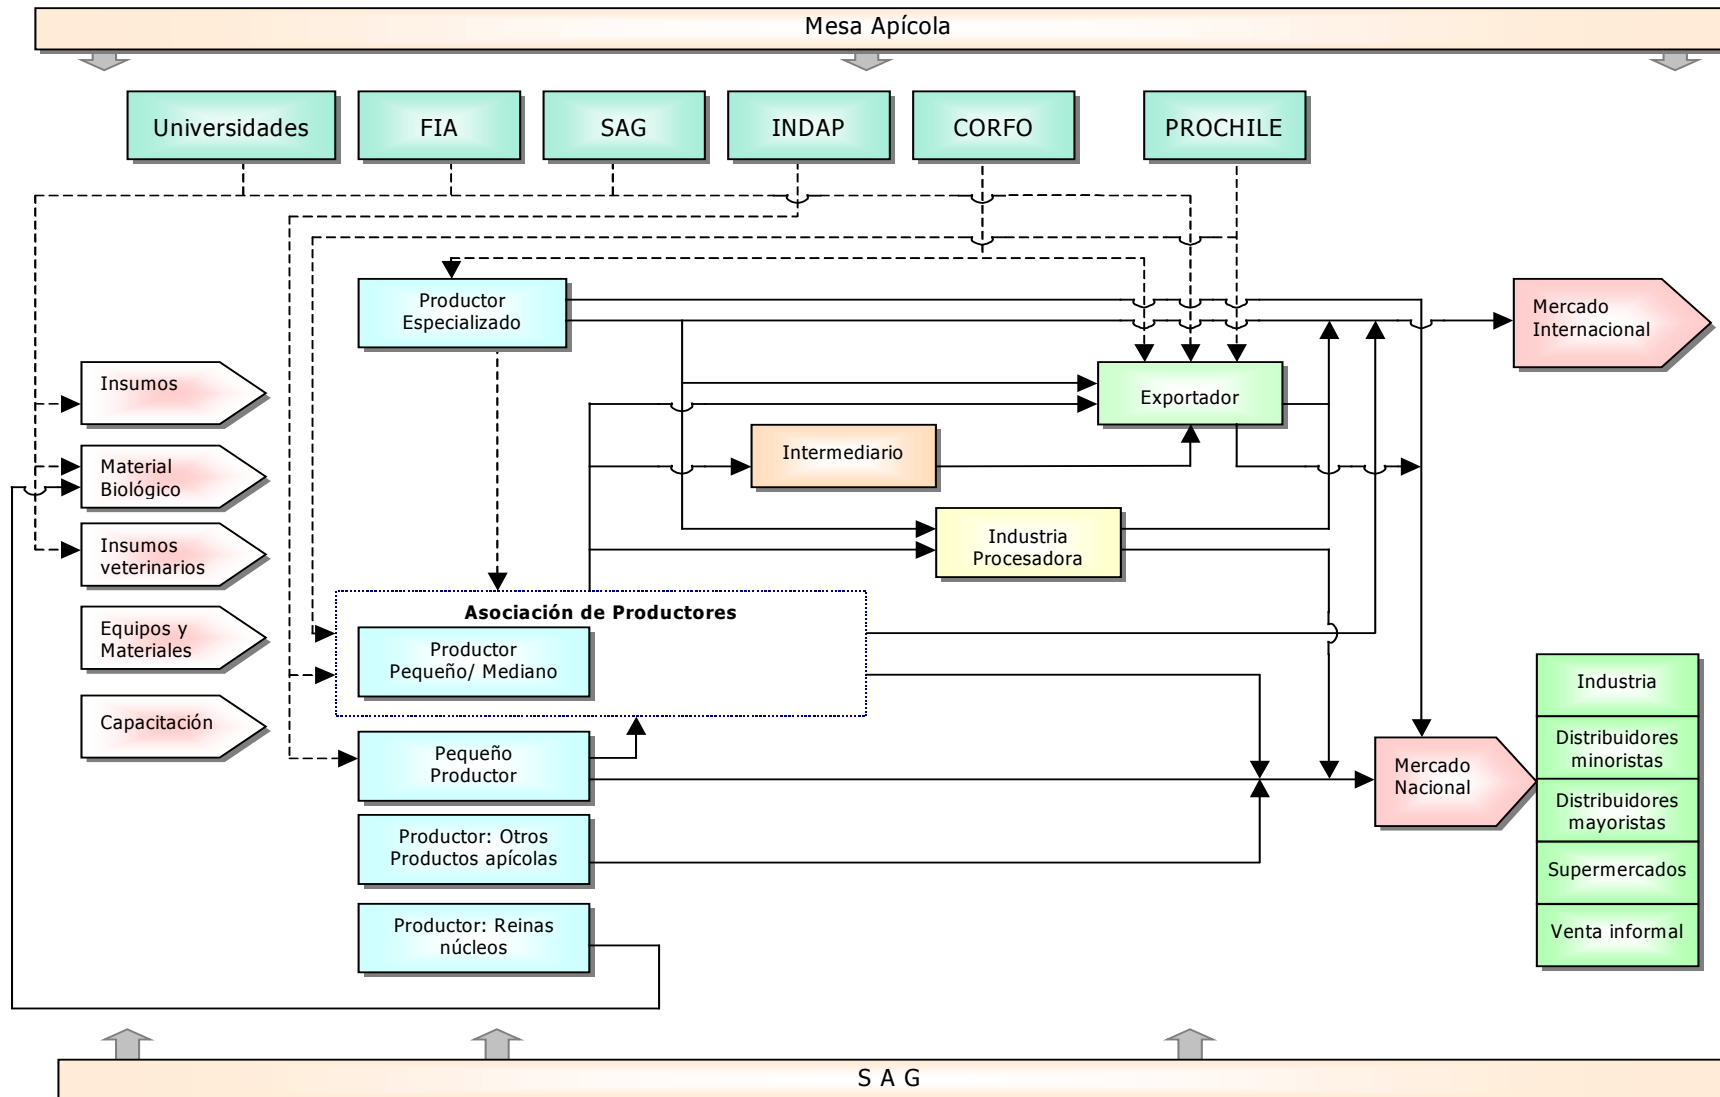 Mesa Apícola
Universidades
FIA
SAG
INDAP
CORFO
PROCHILE
Productor
Especializado
Mercado
Internacional
Insumos
Exportador
Material
Biológico
Intermediario
Insumos
veterinarios
Industria
Procesadora
Asociación de Productores
Equipos y
Materiales
Productor
Pequeño/ Mediano
Capacitación
Pequeño
Productor
Mercado
Nacional
Industria
Distribuidores
minoristas
Distribuidores
mayoristas
Supermercados
Venta informal
Productor: Otros
Productos apícolas
Productor: Reinas
núcleos
S A G